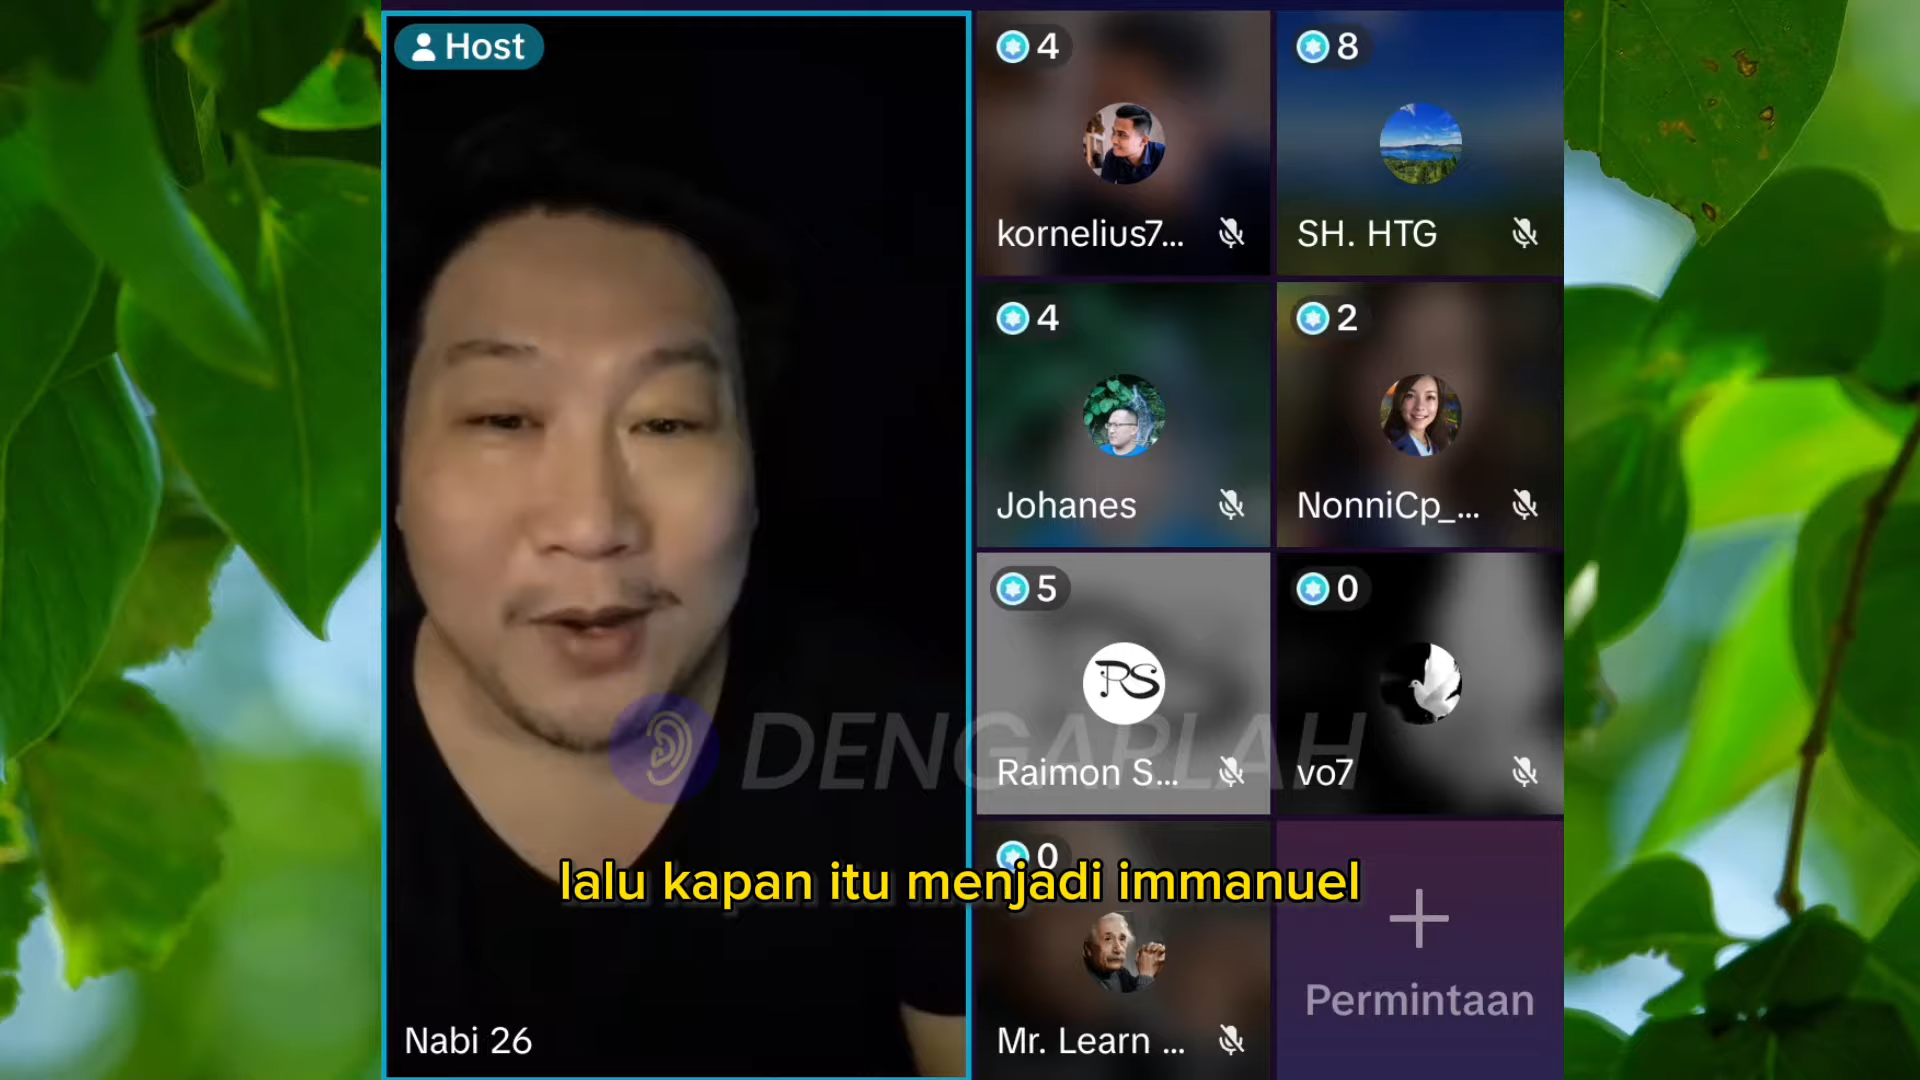 Host
4
8
kornelius7...
SH. HTG
4
2
Johanes
NonniCp_...
5
0
RS
DENGARLAH
Raimon S...
vo7
0
lalu kapan itu menjadi immanuel
Permintaan
Nabi 26
Mr. Learn ...